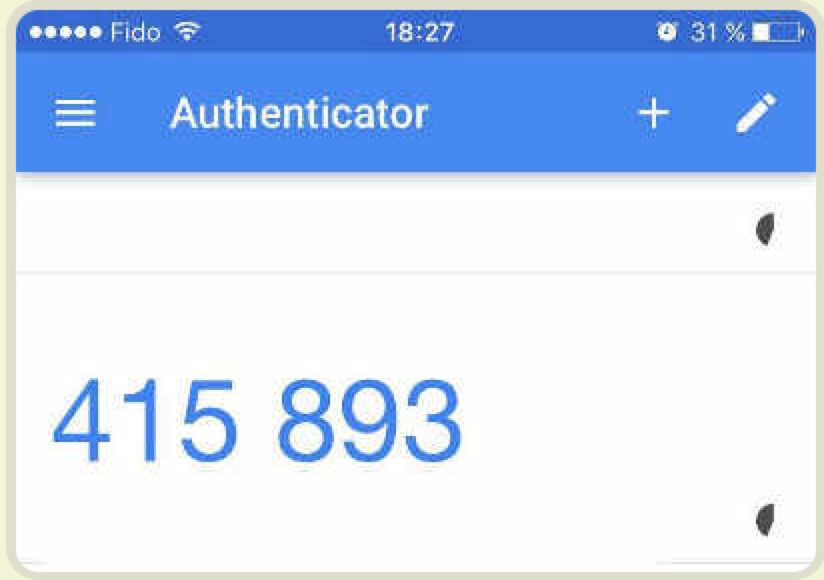 Fido 18:27 31 %
Authenticator
415 893